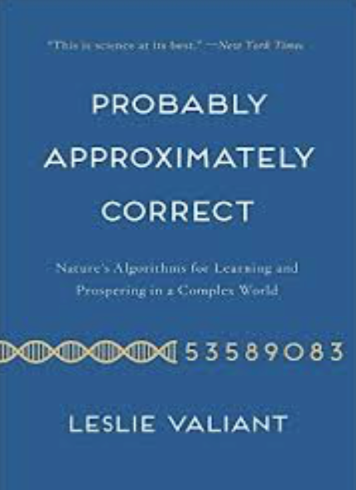 "This is science at its best." —New York Times
PROBABLY
APPROXIMATELY
CORRECT
Nature's Algorithms for Learning and
Prospering in a Complex World
53589083
LESLIE VALIANT